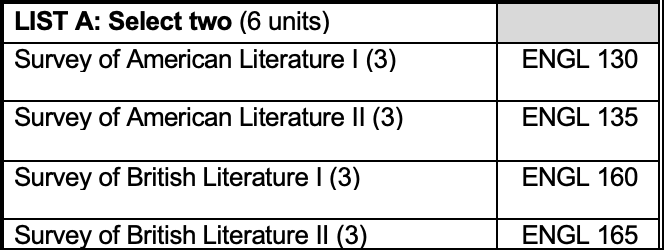 LIST A: Select two (6 units)
Survey of American Literature I (3) ENGL 130
Survey of American Literature II (3) ENGL 135
Survey of British Literature I (3) ENGL 160
Survey of British Literature II (3) ENGL 165